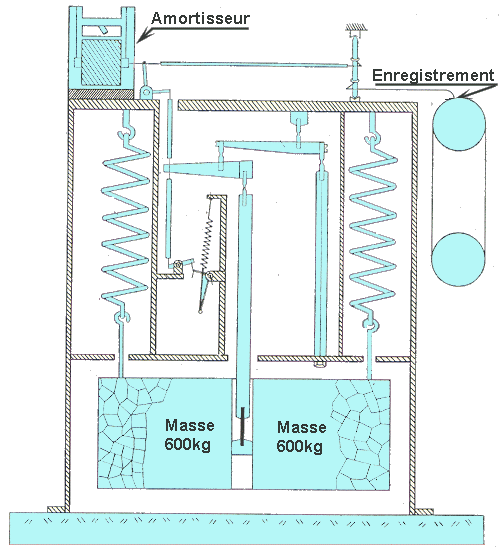 Amortisseur
Enregistrement
Masse
600kg
Masse
600kg